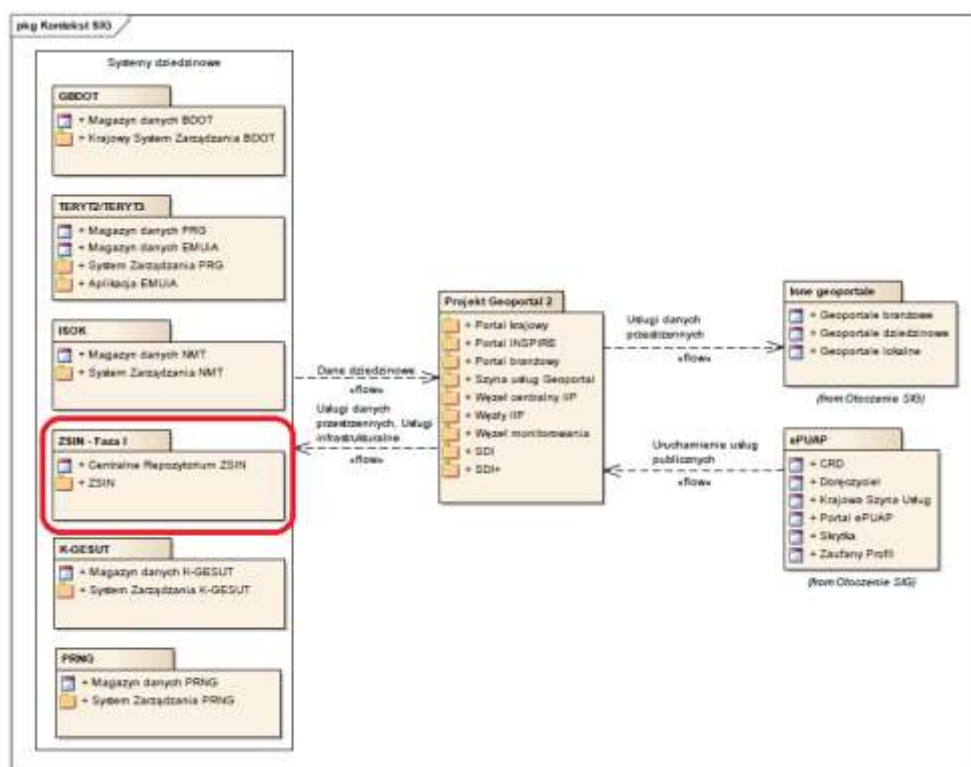 pkg Kontekst SIG
Systemy dziedzinowe
GBDOT
+ Magazyn danych BDOT
+ Krajowy System Zarządzania BDOT
TERYT2/TERYT3
+ Magazyn danych PRG
+ Magazyn danych EMUiA
+ System Zarządzania PRG
+ Aplikacja EMUiA
ISOK
+ Magazyn danych NMT
+ System Zarządzania NMT
ZSIN - Faza I
+ Centralne Repozytorium ZSIN
+ ZSIN
K-GESUT
+ Magazyn danych K-GESUT
+ System Zarządzania K-GESUT
PRNG
+ Magazyn danych PRNG
+ System Zarządzania PRNG
Dane dziedzinowe
«flow»
Usługi danych
przestrzennych, Usługi
infrastrukturalne
«flow»
Projekt Geoportal 2
+ Portal krajowy
+ Portal INSPIRE
+ Portal branżowy
+ Szyna usług Geoportal
+ Węzeł centralny IIP
+ Węzły IIP
+ Węzeł monitorowania
+ SDI
+ SDI+
Usługi danych
przestrzennych
«flow»
Uruchamienie usług
publicznych
«flow»
Inne geoportale
+ Geoportale branżowe
+ Geoportale dziedzinowe
+ Geoportale lokalne
(from Otoczenie SIG)
ePUAP
+ CRD
+ Doręczyciel
+ Krajowa Szyna Usług
+ Portal ePUAP
+ Skrytka
+ Zaufany Profil
(from Otoczenie SIG)